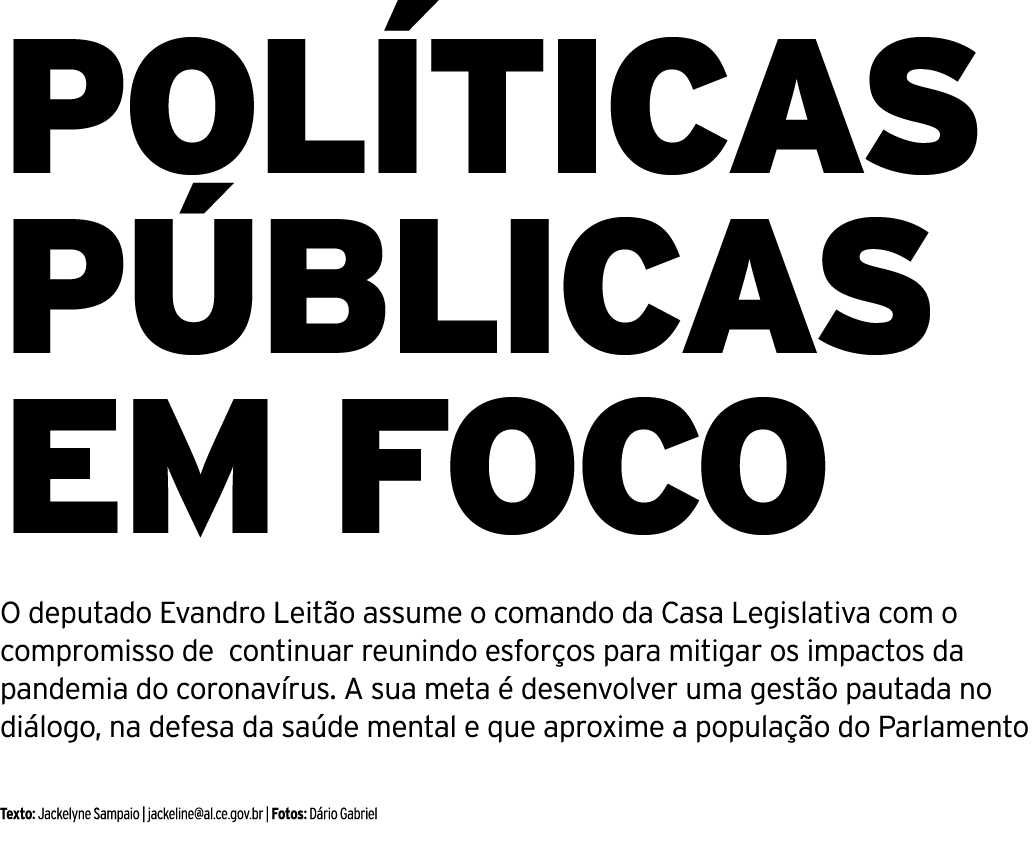 POLÍTICAS
PÚBLICAS
EM FOCO
O deputado Evandro Leitão assume o comando da Casa Legislativa com o
compromisso de  continuar reunindo esforços para mitigar os impactos da
pandemia do coronavírus. A sua meta é desenvolver uma gestão pautada no
diálogo, na defesa da saúde mental e que aproxime a população do Parlamento
Texto: Jackelyne Sampaio | jackeline@al.ce.gov.br | Fotos: Dário Gabriel